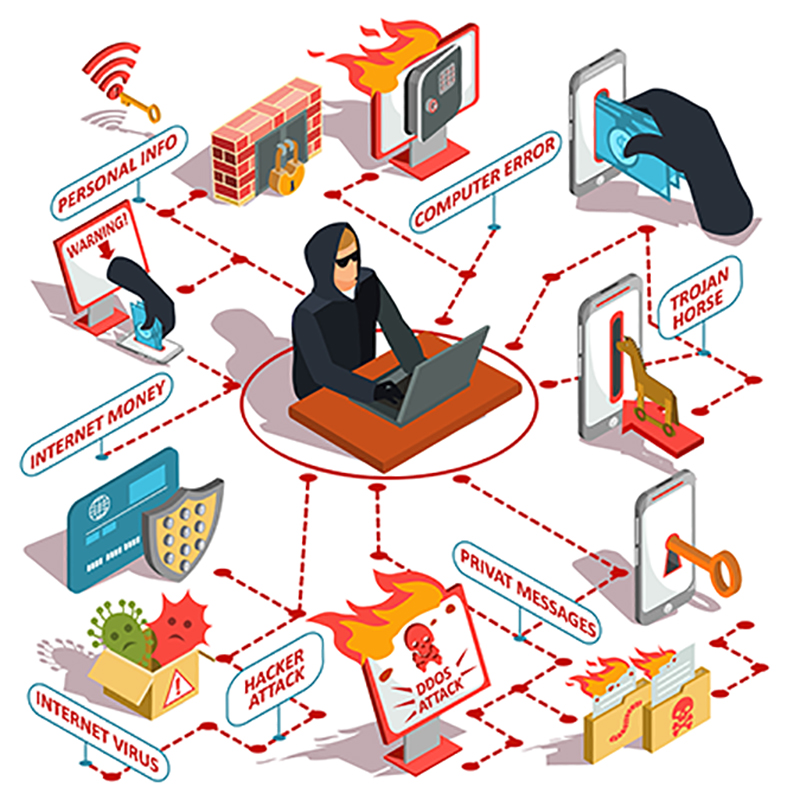 PERSONAL INFO
COMPUTER ERROR
WARNING!
TROJAN
HORSE
INTERNET MONEY
PRIVAT MESSAGES
HACKER
ATTACK
DDOS
ATTACK
INTERNET VIRUS